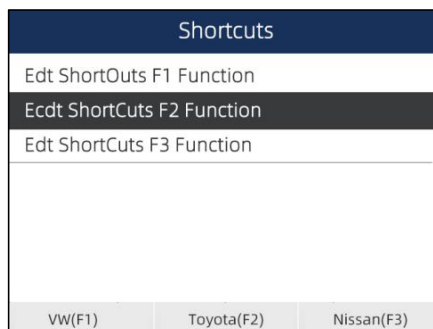 Shortcuts
Edt ShortOuts F1 Function
Ecdt ShortCuts F2 Function
Edt ShortCuts F3 Function
VW(F1) Toyota(F2) Nissan(F3)